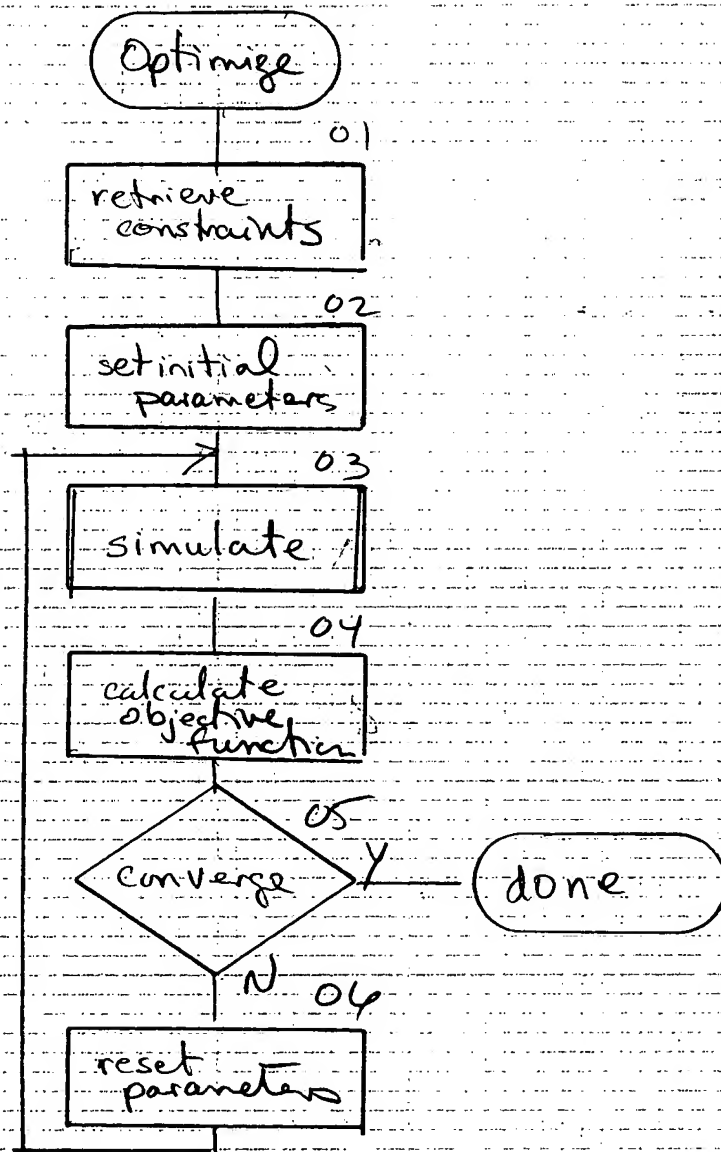 Optimize
01
retrieve
constraints
02
set initial
parameters
03
simulate
04
calculate
objective
function
05
converge
Y
done
N
06
reset
parameters